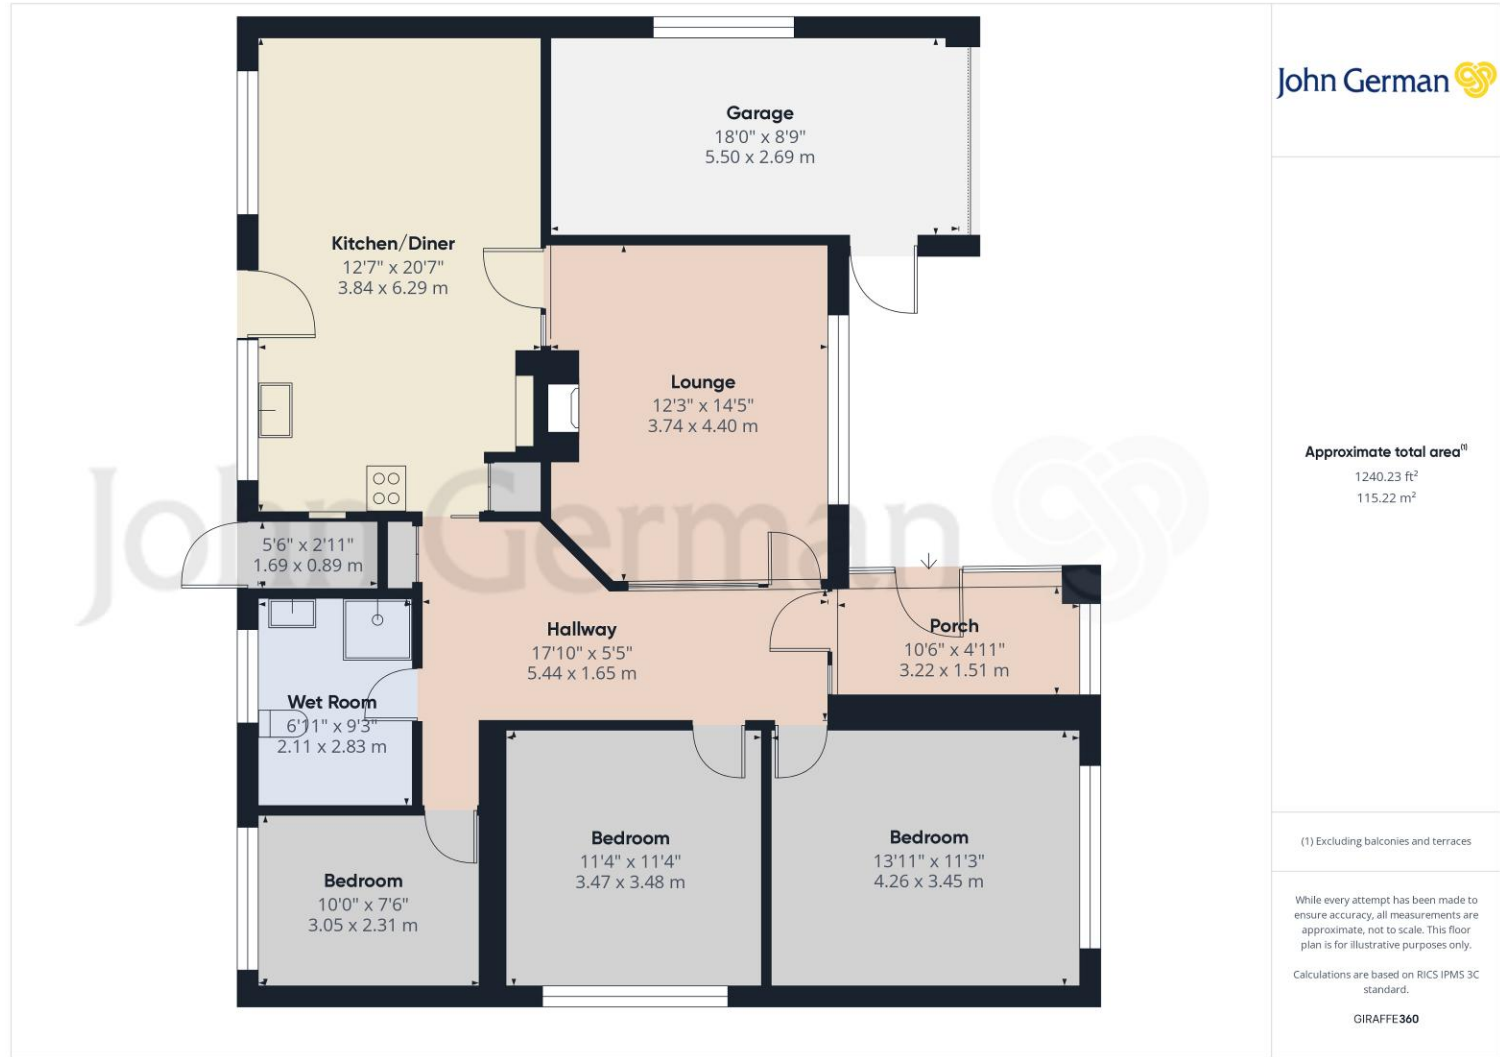 Garage
18'0" x 8'9"
5.50 x 2.69 m
Kitchen/Diner
12'7" x 20'7"
3.84 x 6.29 m
Lounge
12'3" x 14'5"
3.74 x 4.40 m
5'6" x 2'11"
1.69 x 0.89 m
Hallway
17'10" x 5'5"
5.44 x 1.65 m
Porch
10'6" x 4'11"
3.22 x 1.51 m
Wet Room
6'11" x 9'3"
2.11 x 2.83 m
Bedroom
10'0" x 7'6"
3.05 x 2.31 m
Bedroom
11'4" x 11'4"
3.47 x 3.48 m
Bedroom
13'11" x 11'3"
4.26 x 3.45 m
John German
John German
Approximate total area⁽¹⁾
1240.23 ft²
115.22 m²
(1) Excluding balconies and terraces
While every attempt has been made to
ensure accuracy, all measurements are
approximate, not to scale. This floor
plan is for illustrative purposes only.
Calculations are based on RICS IPMS 3C
standard.
GIRAFFE360